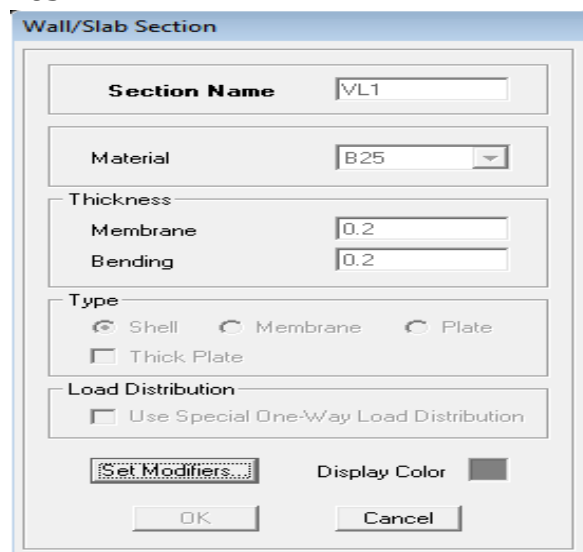 Wall/Slab Section
Section Name VL1
Material B25
Thickness
Membrane 0.2
Bending 0.2
Type
Shell Membrane Plate
Thick Plate
Load Distribution
Use Special One-Way Load Distribution
Set Modifiers... Display Color
OK Cancel